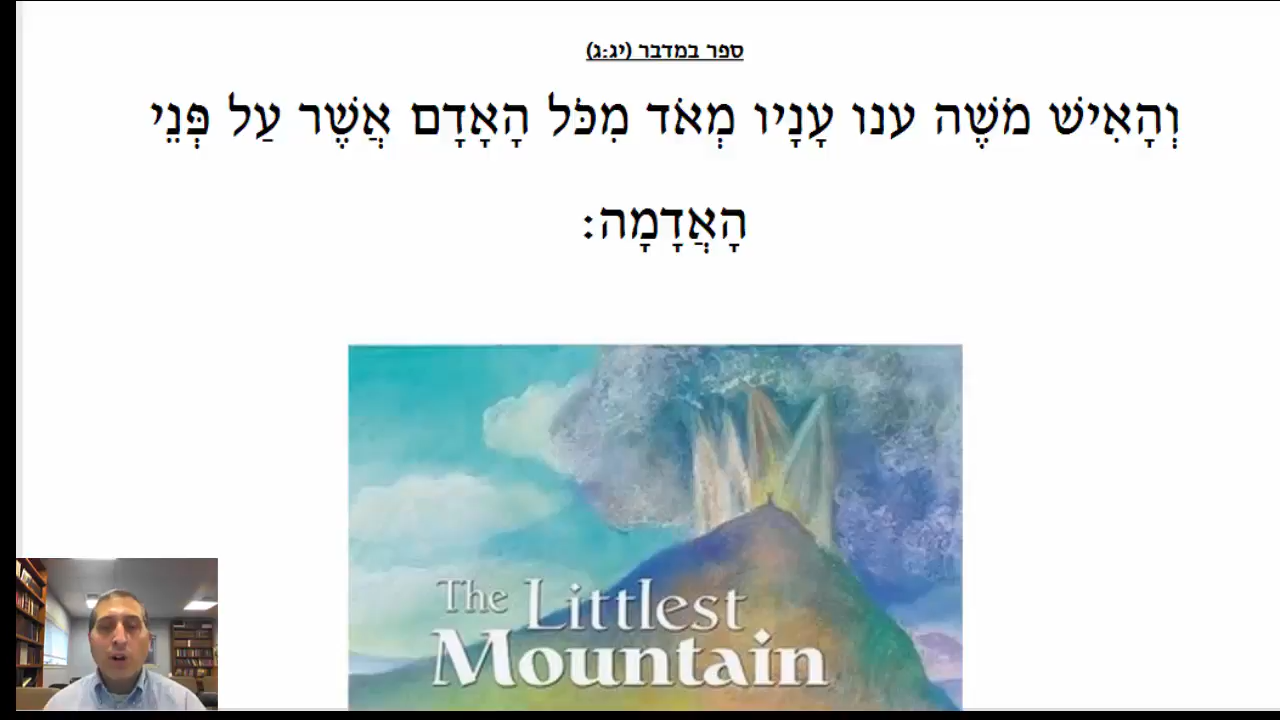 ספר במדבר (יג:ג)
וְהָאִישׁ מֹשֶׁה ענו עָנָיו מְאֹד מִכֹּל הָאָדָם אֲשֶׁר עַל פְּנֵי
הָאֲדָמָה:
The Littlest
Mountain